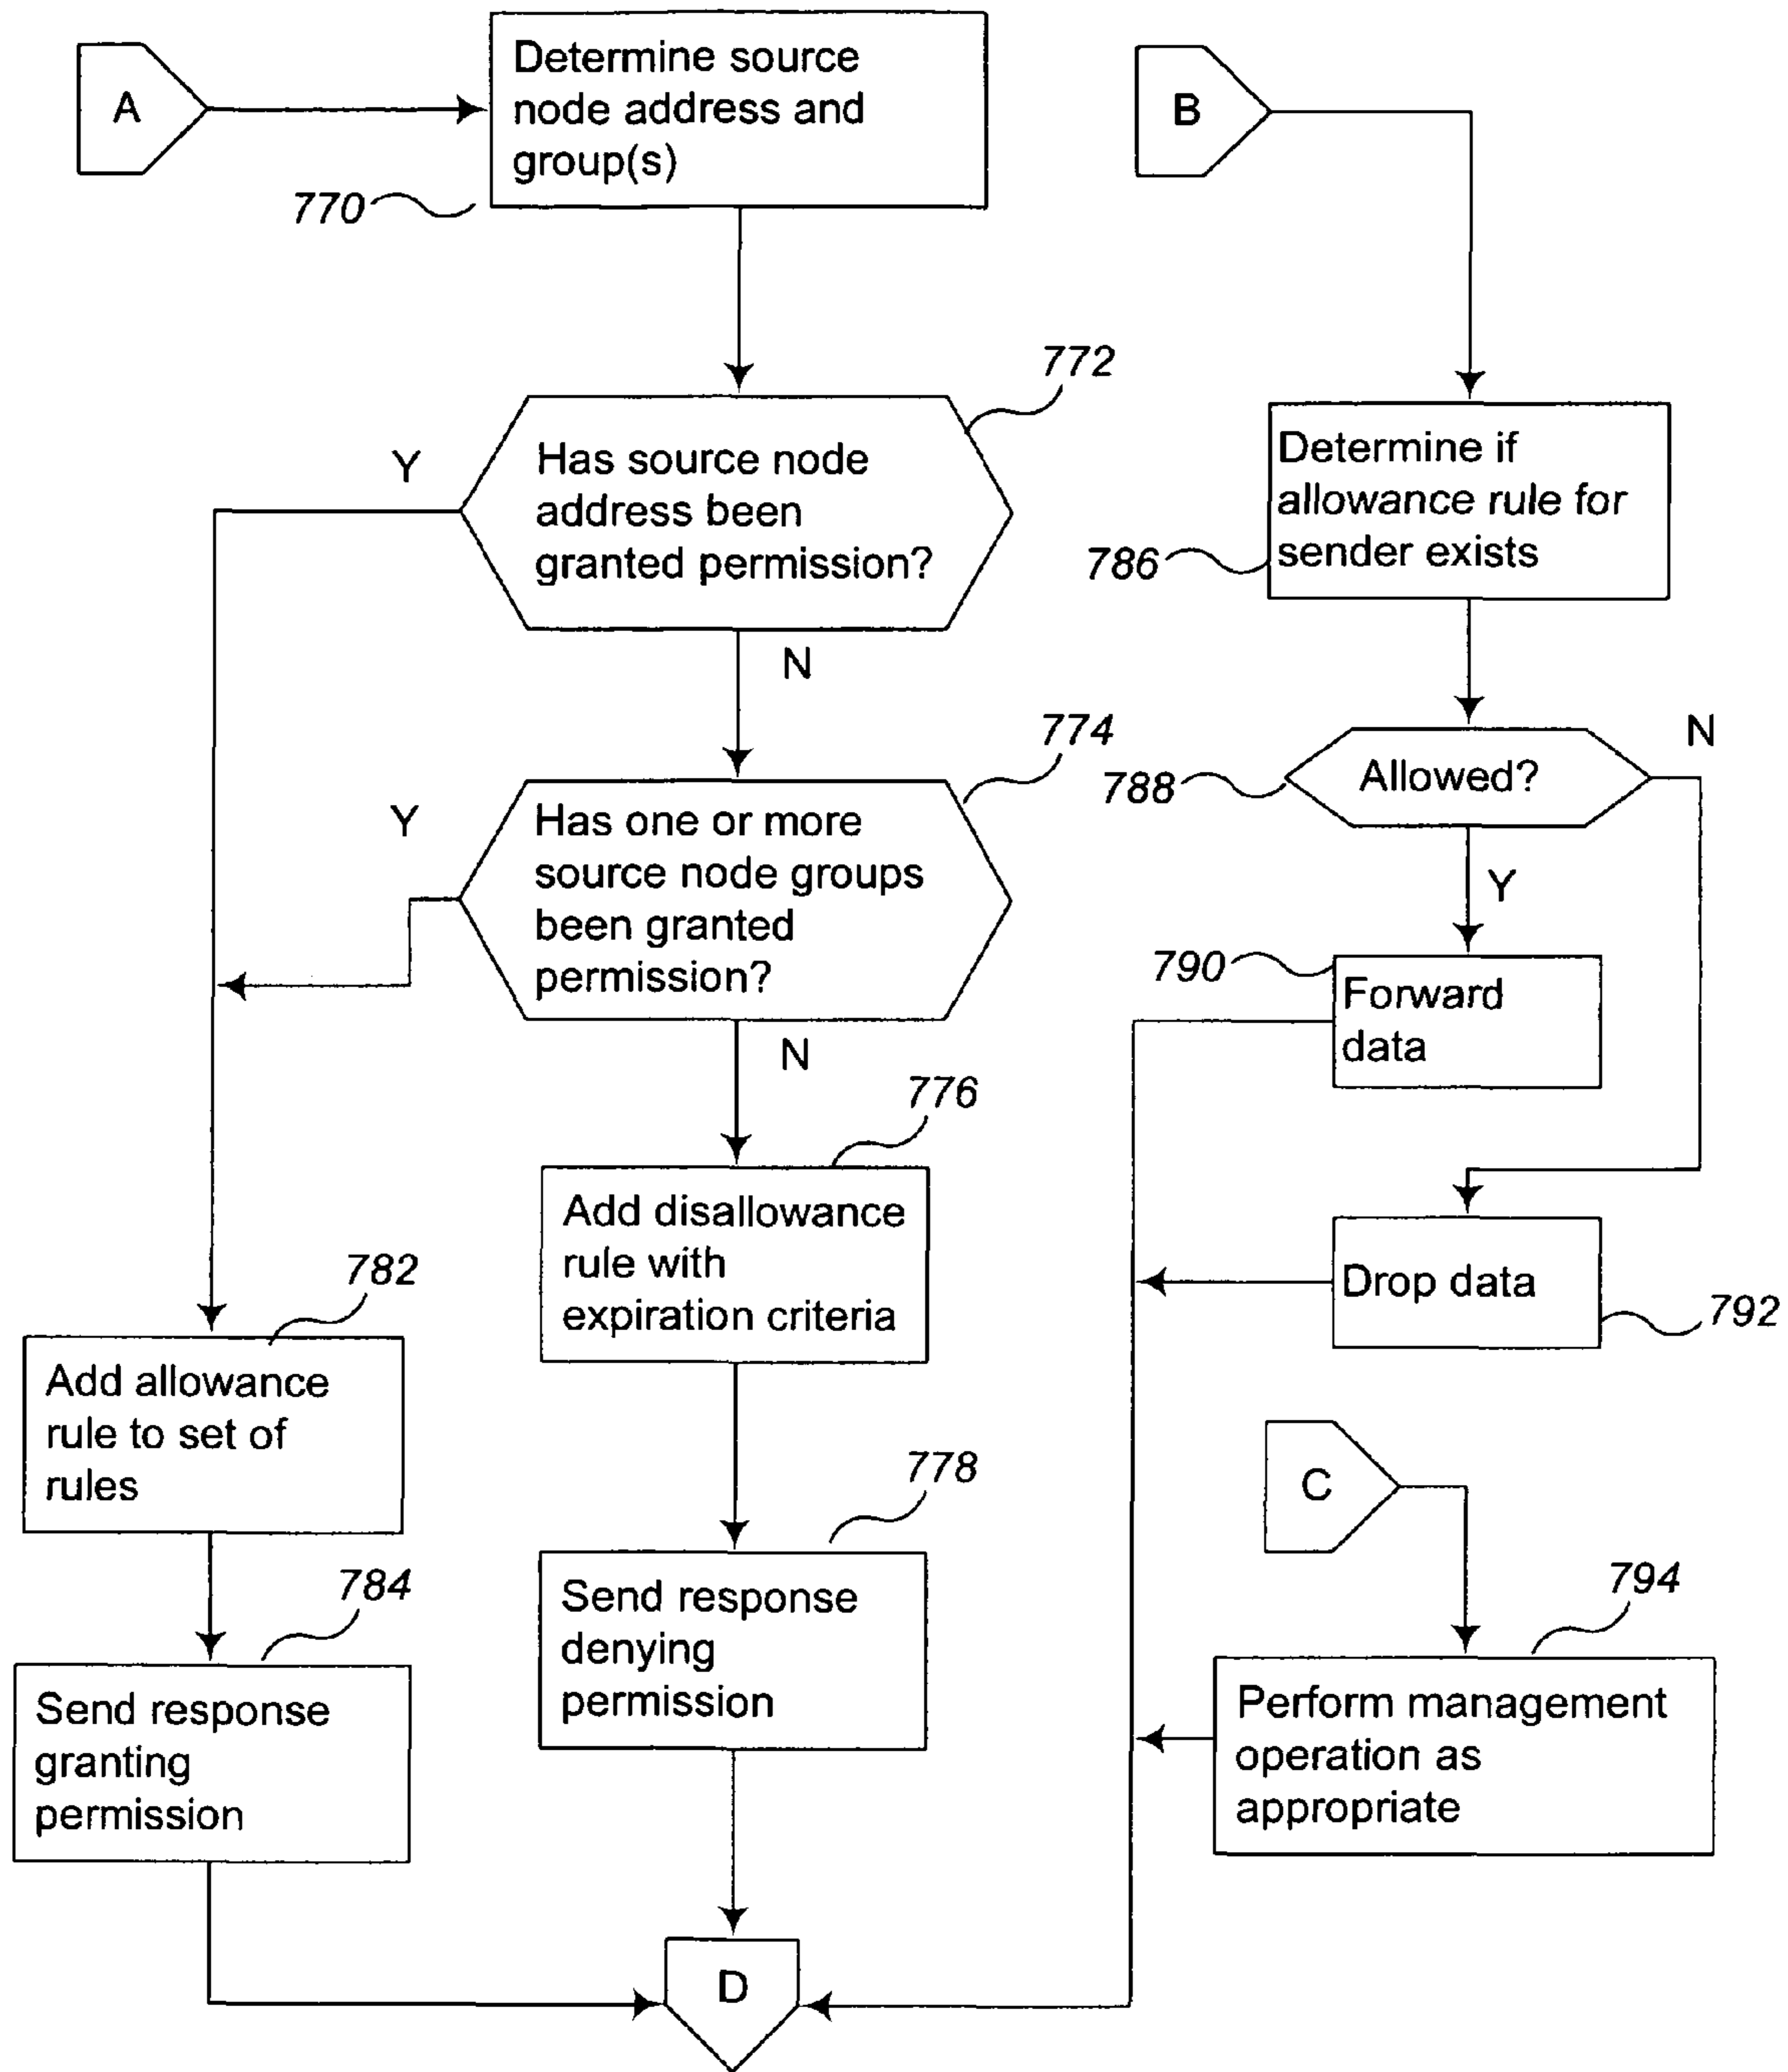 A
Determine source
node address and
group(s)
770
772
Has source node
address been
granted permission?
Y
N
774
Has one or more
source node groups
been granted
permission?
Y
N
776
Add disallowance
rule with
expiration criteria
778
Send response
denying
permission
782
Add allowance
rule to set of
rules
784
Send response
granting
permission
B
786
Determine if
allowance rule for
sender exists
788
Allowed?
N
Y
790
Forward
data
Drop data
792
C
794
Perform management
operation as
appropriate
D